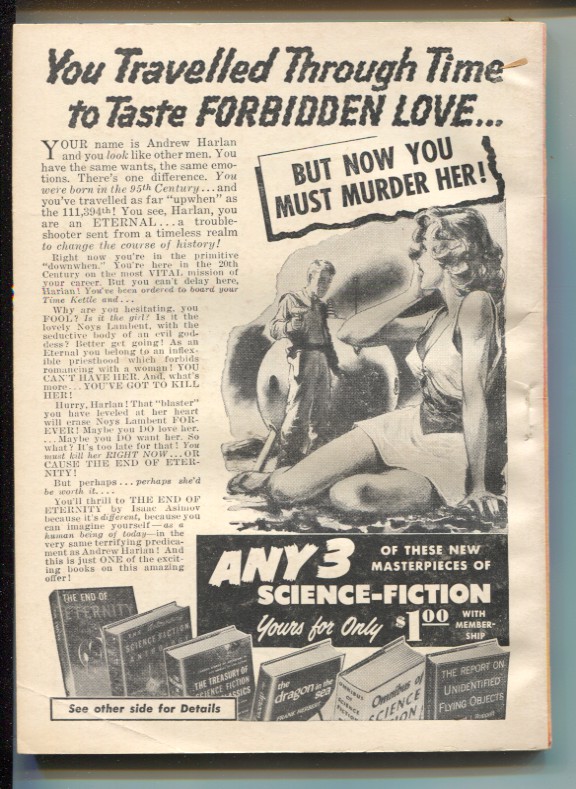 You Travelled Through Time
to Taste FORBIDDEN LOVE...
BUT NOW YOU
MUST MURDER HER!
YOUR name is Andrew Harlan
and you look like other men. You
have the same wants, the same emo-
tions. There's one difference. You
were born in the 95th Century...and
you've travelled as far "upwhen" as
the 111,394th! You see, Harlan, you
are an ETERNAL...a trouble-
shooter sent from a timeless realm
to change the course of history!
Right now you're in the primitive
"downwhen." You're here in the 20th
Century on the most VITAL mission of
your career. But you can't delay here,
Harlan! You've been ordered to board your
Time Kettle and...
Why are you hesitating, you
FOOL? Is it the girl? Is it the
lovely Noys Lambent, with the
seductive body of an evil god-
dess? Better get going! As an
Eternal you belong to an inflex-
ible priesthood which forbids
romancing with a woman! YOU
CAN'T HAVE HER. And, what's
more...YOU'VE GOT TO KILL
HER!
Hurry, Harlan! That "blaster"
you have leveled at her heart
will erase Noys Lambent FOR-
EVER! Maybe you DO love her.
...Maybe you DO want her. So
what? It's too late for that! You
must kill her RIGHT NOW...OR
CAUSE THE END OF ETER-
NITY!
But perhaps...perhaps she'd
be worth it....
You'll thrill to THE END OF
ETERNITY by Isaac Asimov
because it's different, because you
can imagine yourself—as a
human being of today—in the
very same terrifying predica-
ment as Andrew Harlan! And
this is just ONE of the excit-
ing books on this amazing
offer!
ANY 3
OF THESE NEW
MASTERPIECES OF
SCIENCE-FICTION
Yours for Only $1.00 WITH
MEMBER-
SHIP
THE END OF
ETERNITY
SCIENCE FICTION
THE TREASURY OF
SCIENCE FICTION
CLASSICS
the
dragon in the
sea
FRANK HERBERT
OMNIBUS
OF
SCIENCE
FICTION
Omnibus of
SCIENCE
THE REPORT ON
UNIDENTIFIED
FLYING OBJECTS
See other side for Details